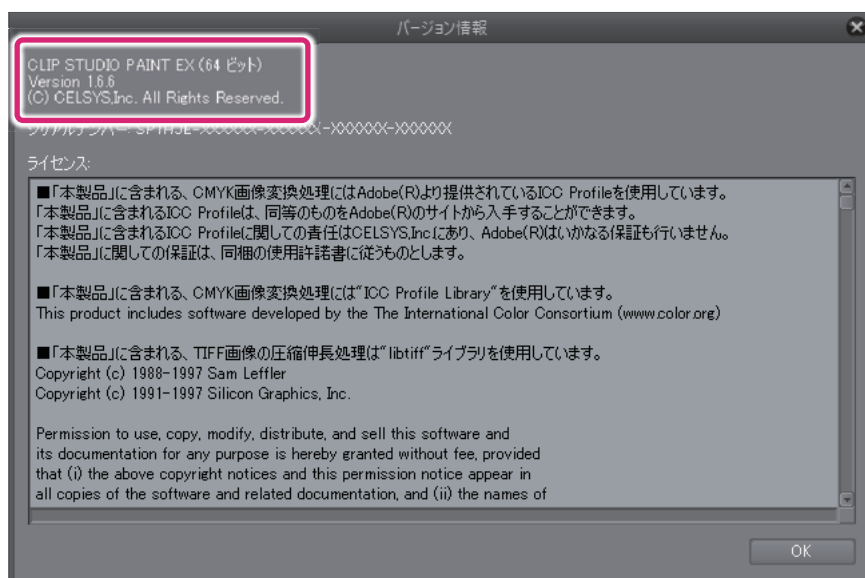 バージョン情報
CLIP STUDIO PAINT EX (64 ビット)
Version 1.6.6
(C) CELSYS,Inc. All Rights Reserved.
シリアルナンバー: SPTHJE-XXXXXX-XXXXXX-XXXXXX-XXXXXX
ライセンス:
■「本製品」に含まれる、CMYK画像変換処理にはAdobe(R)より提供されているICC Profileを使用しています。
「本製品」に含まれるICC Profileは、同等のものをAdobe(R)のサイトから入手することができます。
「本製品」に含まれるICC Profileに関しての責任はCELSYS,Inc.にあり、Adobe(R)はいかなる保証も行いません。
「本製品」に関しての保証は、同梱の使用許諾書に従うものとします。
■「本製品」に含まれる、CMYK画像変換処理には"ICC Profile Library"を使用しています。
This product includes software developed by the The International Color Consortium (www.color.org)
■「本製品」に含まれる、TIFF画像の圧縮伸長処理は"libtiff"ライブラリを使用しています。
Copyright (c) 1988-1997 Sam Leffler
Copyright (c) 1991-1997 Silicon Graphics, Inc.
Permission to use, copy, modify, distribute, and sell this software and
its documentation for any purpose is hereby granted without fee, provided
that (i) the above copyright notices and this permission notice appear in
all copies of the software and related documentation, and (ii) the names of
OK